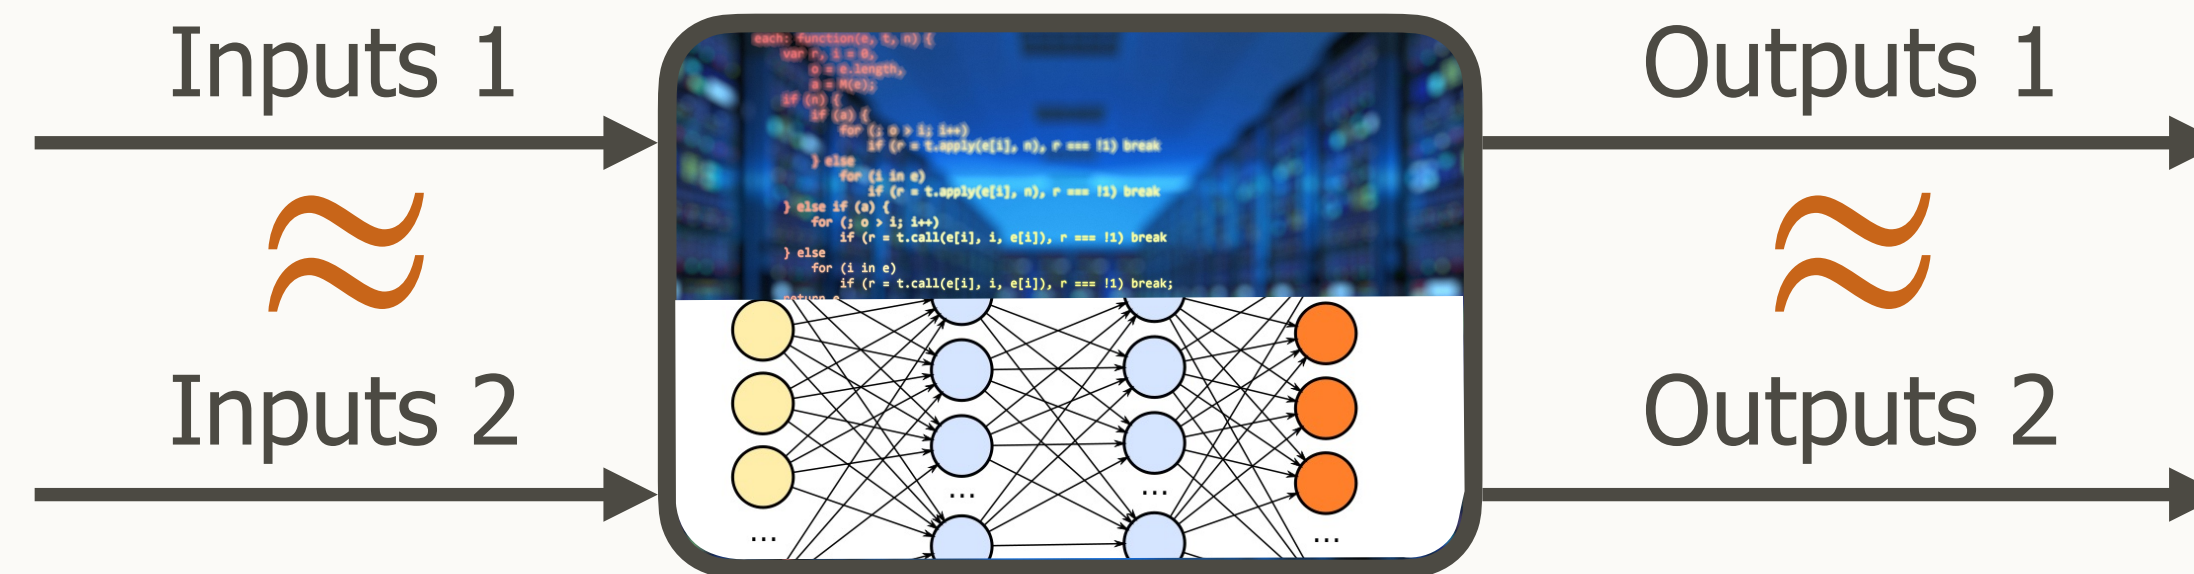 Inputs 1
≈
Inputs 2
each: function(e, t, n) {
var r, i = 0,
o = e.length,
a = M(e);
if (n) {
if (a) {
for (; o > i; i++)
if (r = t.apply(e[i], n), r === !1) break
} else
for (i in e)
if (r = t.apply(e[i], n), r === !1) break
} else if (a) {
for (; o > i; i++)
if (r = t.call(e[i], i, e[i]), r === !1) break
} else
for (i in e)
if (r = t.call(e[i], i, e[i]), r === !1) break;
return e
...
...
...
...
Outputs 1
≈
Outputs 2